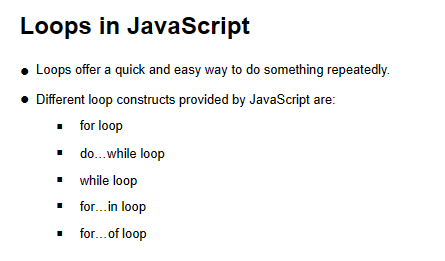 Loops in JavaScript
● Loops offer a quick and easy way to do something repeatedly.
● Different loop constructs provided by JavaScript are:
▪ for loop
▪ do…while loop
▪ while loop
▪ for…in loop
▪ for…of loop